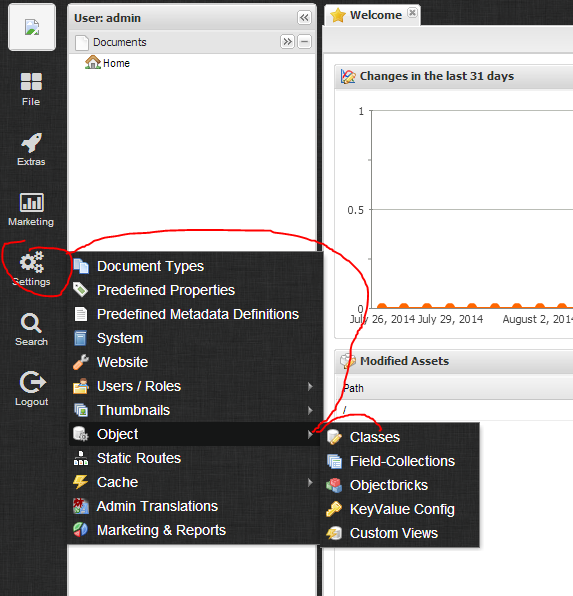 User: admin
Documents
Home
File
Extras
Marketing
Settings
Search
Logout
Document Types
Predefined Properties
Predefined Metadata Definitions
System
Website
Users / Roles
Thumbnails
Object
Static Routes
Cache
Admin Translations
Marketing & Reports
Classes
Field-Collections
Objectbricks
KeyValue Config
Custom Views
Welcome
Changes in the last 31 days
1
0.5
0
July 26, 2014 July 29, 2014 August 2, 2014
Modified Assets
Path
/